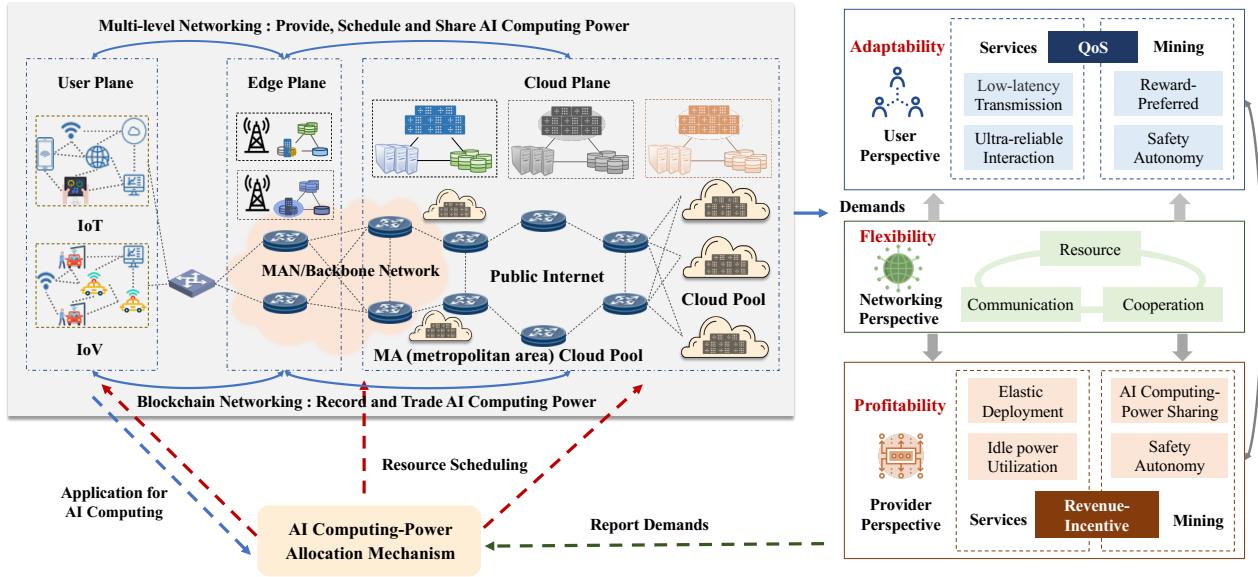 Multi-level Networking : Provide, Schedule and Share AI Computing Power
User Plane
Edge Plane
Cloud Plane
IoT
IoV
MAN/Backbone Network
Public Internet
Cloud Pool
MA (metropolitan area) Cloud Pool
Blockchain Networking : Record and Trade AI Computing Power
Application for
AI Computing
Resource Scheduling
AI Computing-Power
Allocation Mechanism
Report Demands
Demands
Adaptability
User
Perspective
Services
QoS
Mining
Low-latency
Transmission
Reward-
Preferred
Ultra-reliable
Interaction
Safety
Autonomy
Flexibility
Networking
Perspective
Resource
Communication
Cooperation
Profitability
Provider
Perspective
Elastic
Deployment
AI Computing-
Power Sharing
Idle power
Utilization
Safety
Autonomy
Services
Revenue-
Incentive
Mining